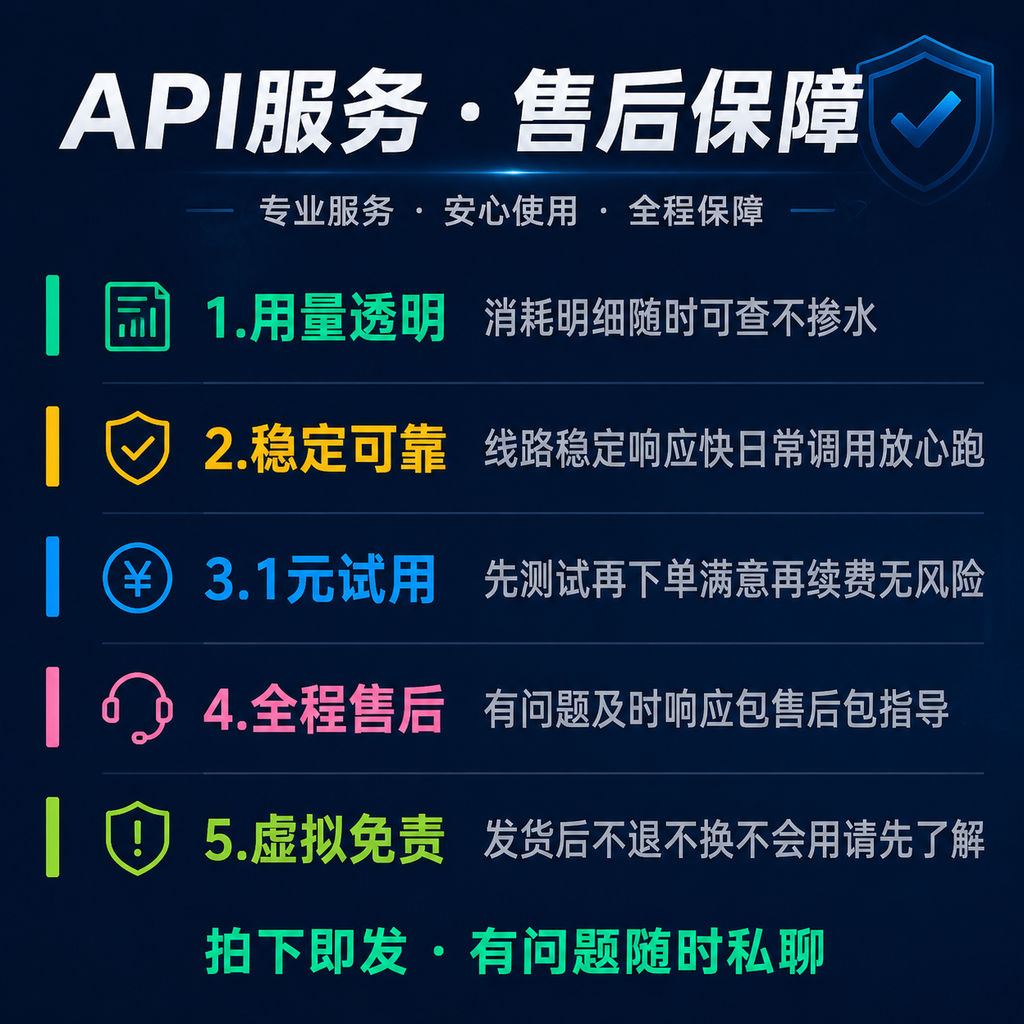 API服务·售后保障
专业服务 · 安心使用 · 全程保障
1.用量透明 消耗明细随时可查不掺水
2.稳定可靠 线路稳定响应快日常调用放心跑
3.1元试用 先测试再下单满意再续费无风险
4.全程售后 有问题及时响应包售后包指导
5.虚拟免责 发货后不退不换不会用请先了解
拍下即发 · 有问题随时私聊